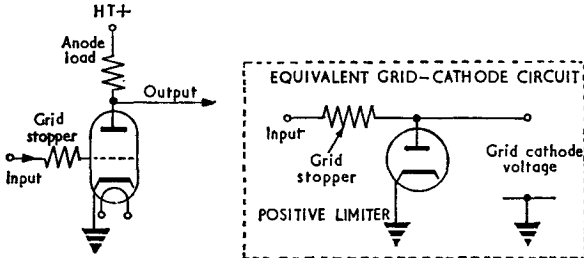 HT+
Anode
load
Output
Grid
stopper
Input
EQUIVALENT GRID-CATHODE CIRCUIT
Input
Grid
stopper
Grid cathode
voltage
POSITIVE LIMITER